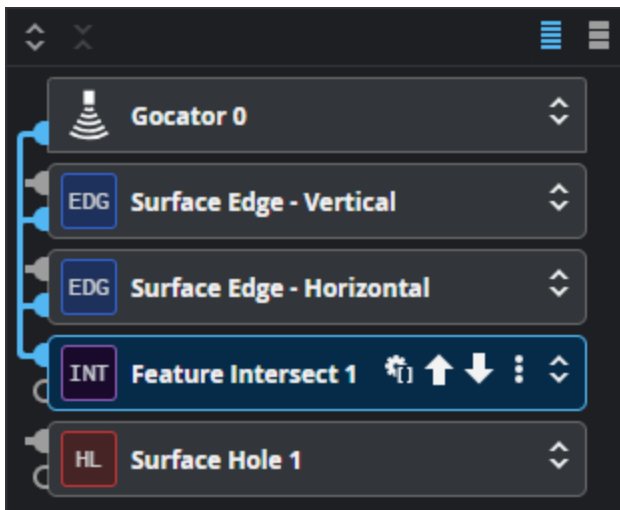 Gocator 0
EDG Surface Edge - Vertical
EDG Surface Edge - Horizontal
INT Feature Intersect 1
HL Surface Hole 1